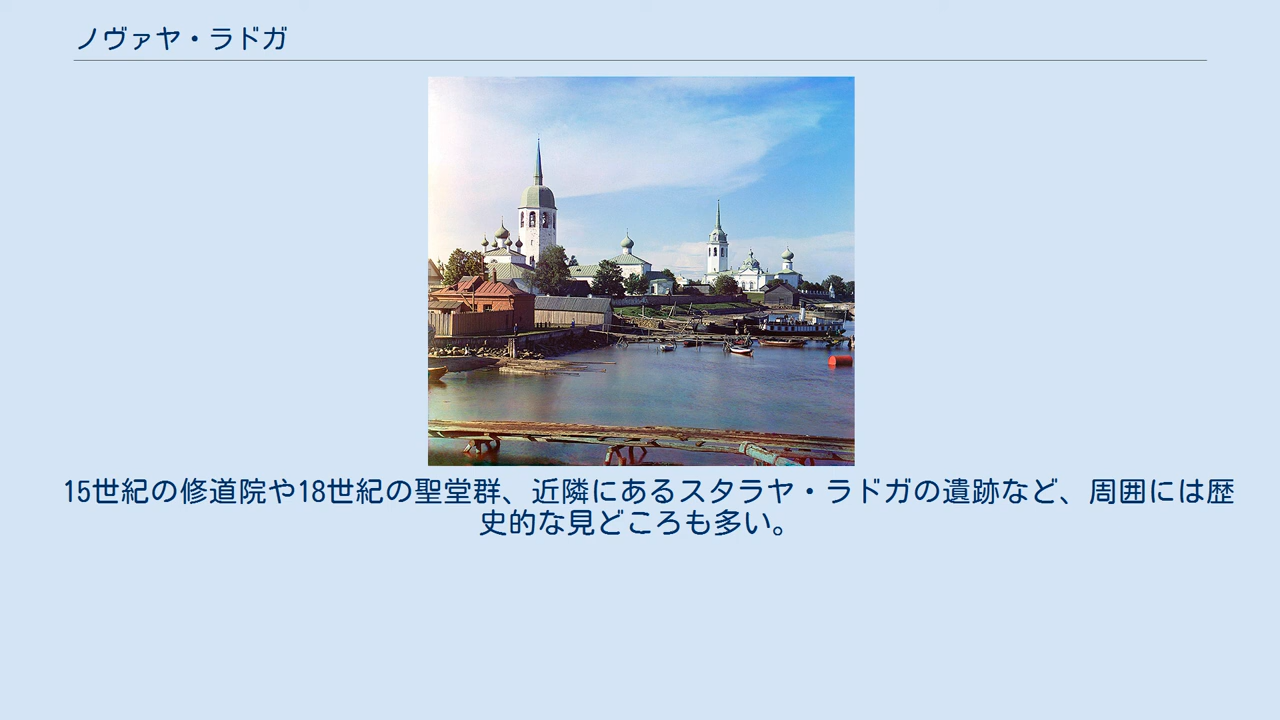 ノヴァヤ・ラドガ
15世紀の修道院や18世紀の聖堂群、近隣にあるスタラヤ・ラドガの遺跡など、周囲には歴
史的な見どころも多い。